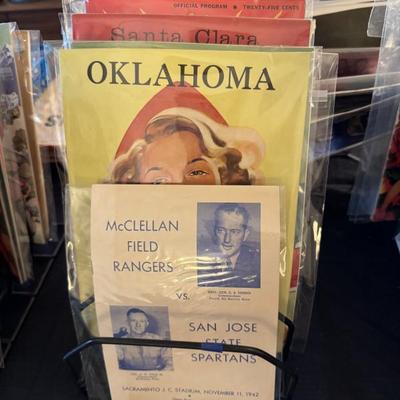 OFFICIAL PROGRAM • TWENTY-FIVE CENTS
Santa Clara
OKLAHOMA
McCLELLAN
FIELD
RANGERS
VS.
SAN JOSE
STATE
SPARTANS
SACRAMENTO J. C. STADIUM, NOVEMBER 11, 1942